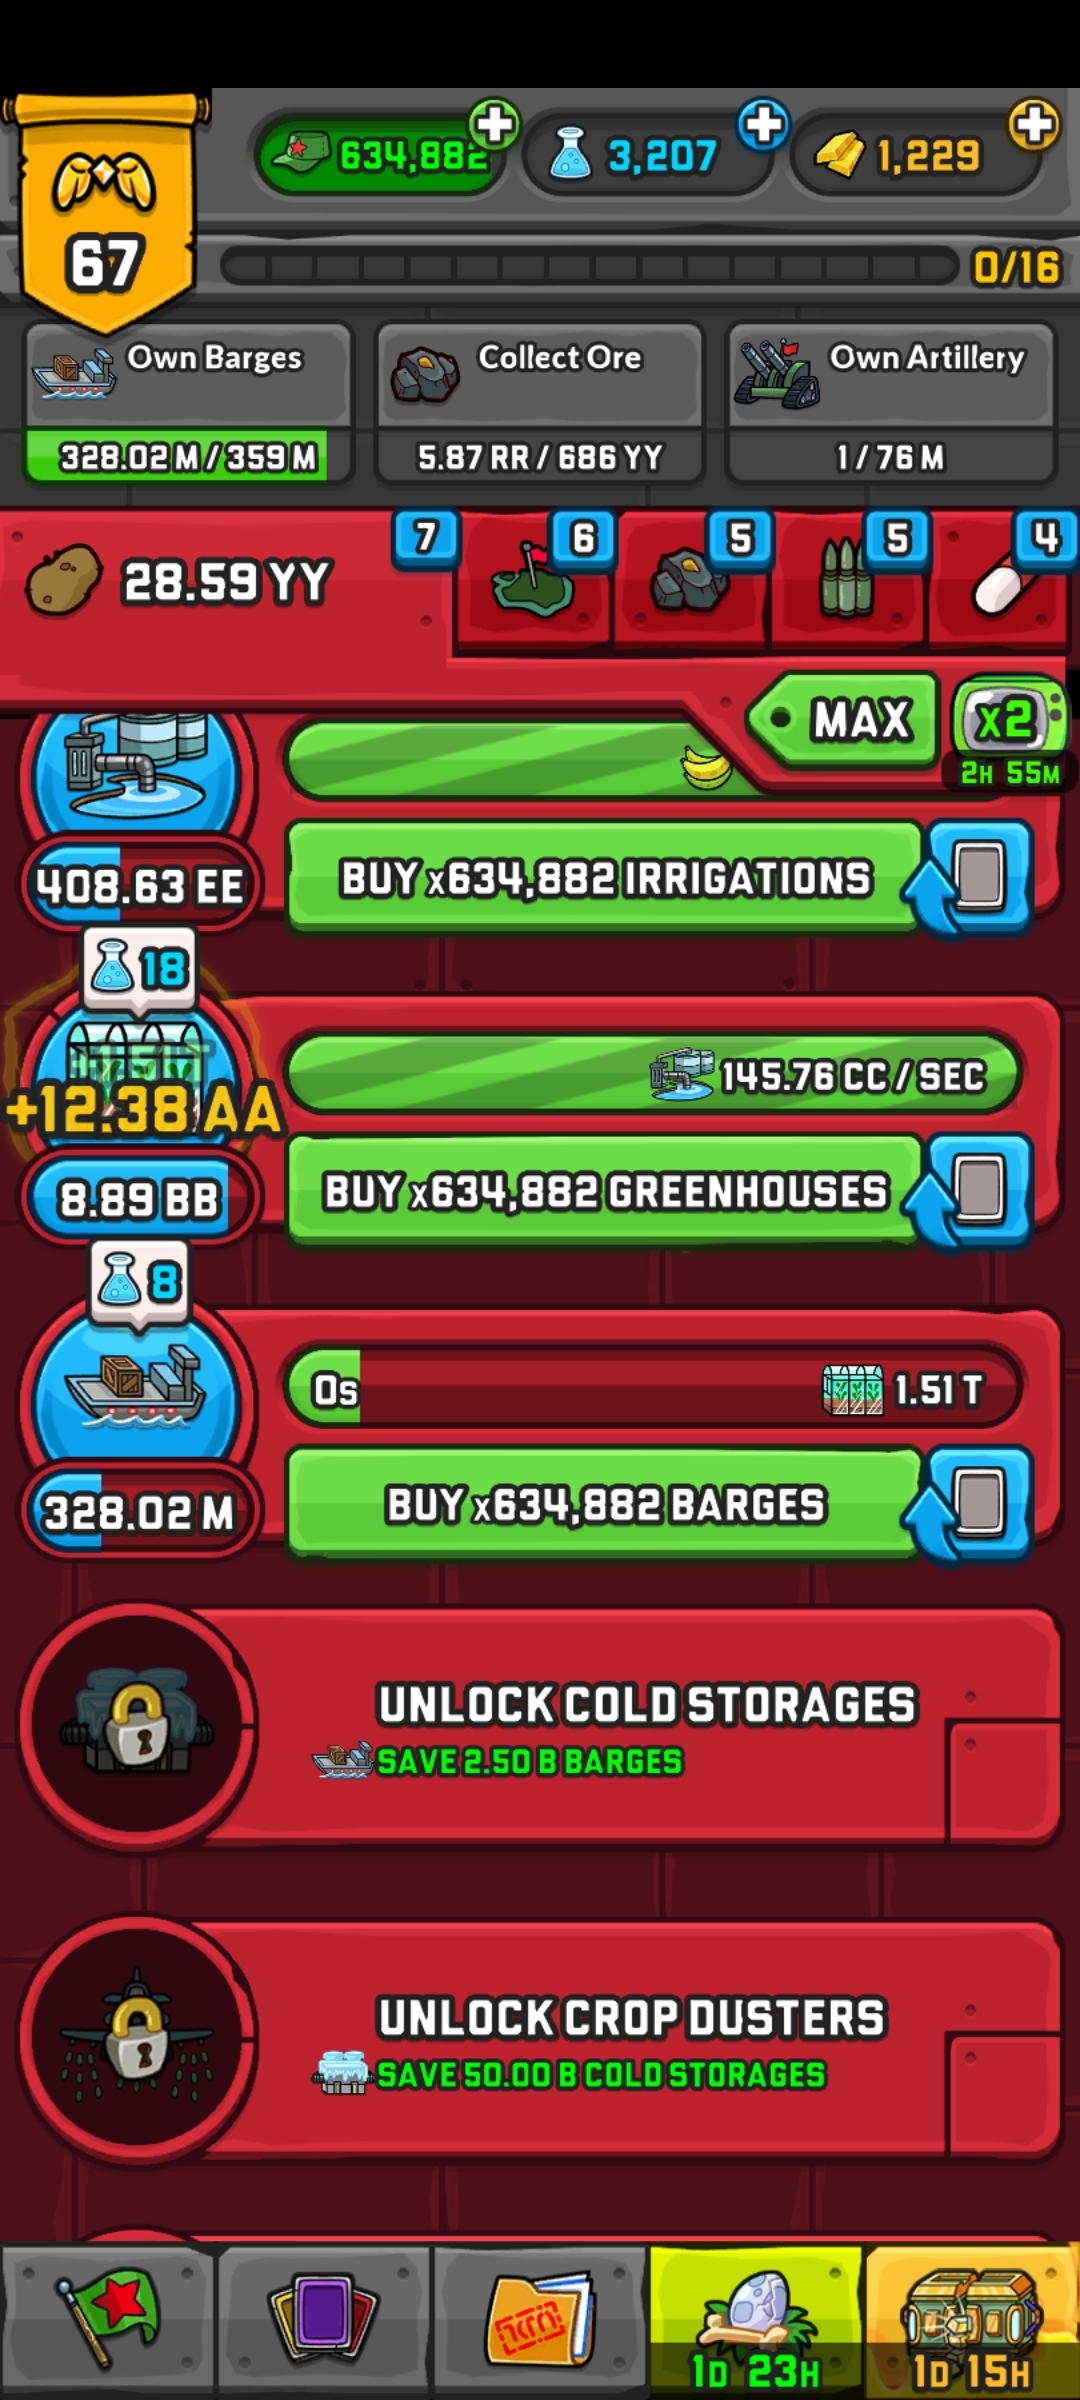 634,882
3,207
1,229
67
0/16
Own Barges
328.02 M / 359 M
Collect Ore
5.87 RR / 686 YY
Own Artillery
1 / 76 M
28.59 YY
7
6
5
5
4
MAX
x2
2H 55M
408.63 EE
BUY x634,882 IRRIGATIONS
18
+12.38 AA
145.76 CC / SEC
8.89 BB
BUY x634,882 GREENHOUSES
8
0s
1.51 T
328.02 M
BUY x634,882 BARGES
UNLOCK COLD STORAGES
SAVE 2.50 B BARGES
UNLOCK CROP DUSTERS
SAVE 50.00 B COLD STORAGES
1D 23H
1D 15H